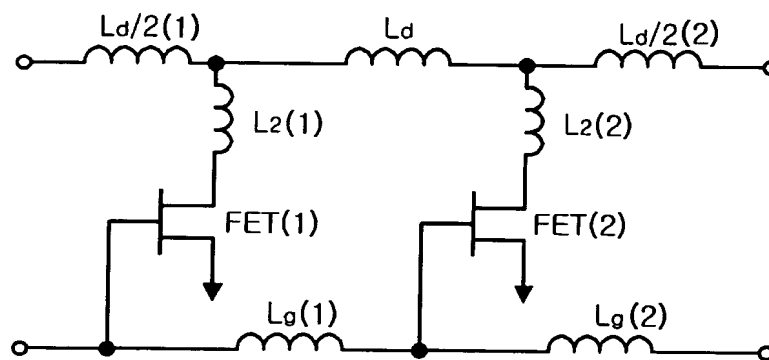 Ld/2(1)
Ld
Ld/2(2)
L2(1)
L2(2)
FET(1)
FET(2)
Lg(1)
Lg(2)